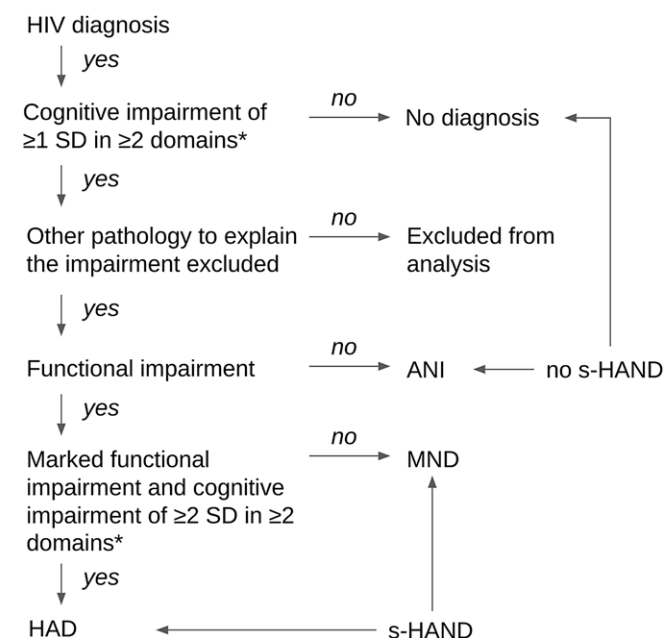 HIV diagnosis
yes
Cognitive impairment of
≥1 SD in ≥2 domains*
no
No diagnosis
yes
Other pathology to explain
the impairment excluded
no
Excluded from
analysis
yes
Functional impairment
no
ANI
no s-HAND
yes
Marked functional
impairment and cognitive
impairment of ≥2 SD in ≥2
domains*
no
MND
yes
HAD
s-HAND